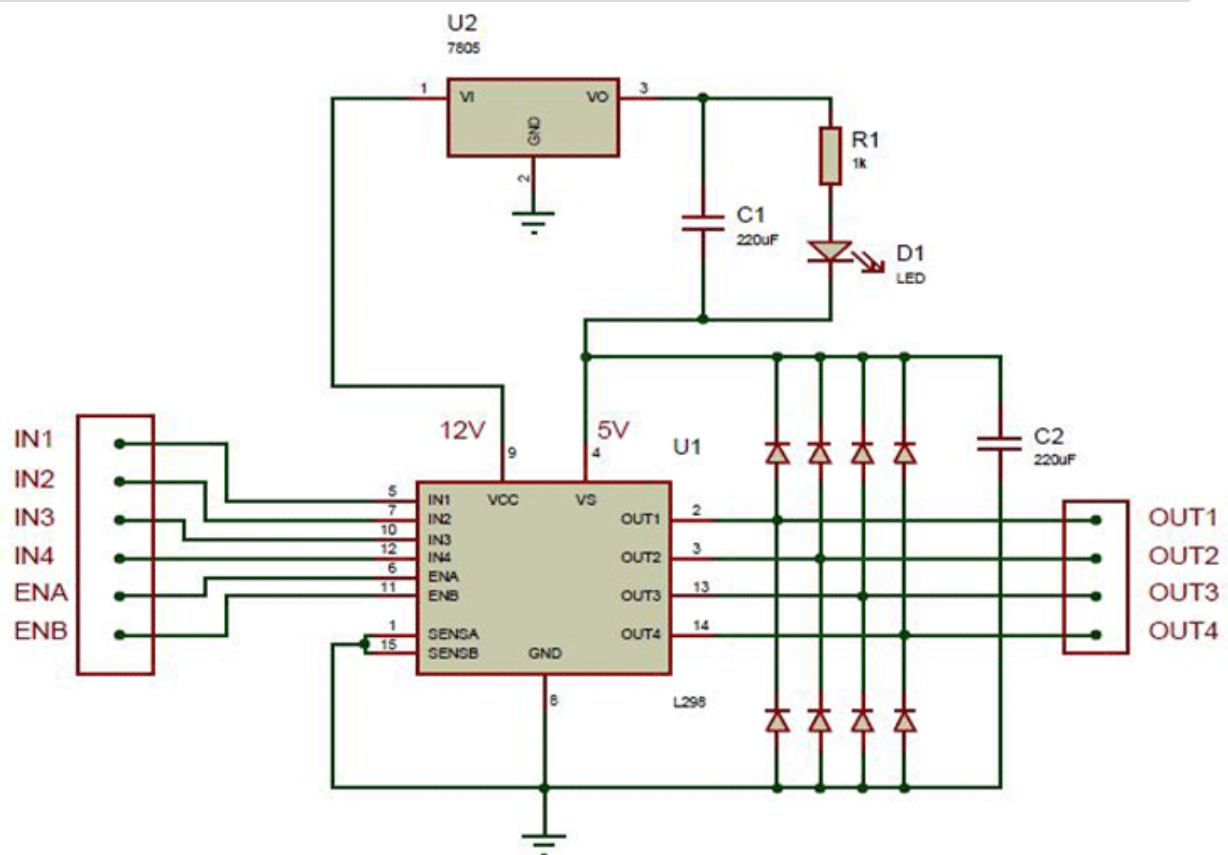 U2
7805
1
VI
VO
3
GND
2
R1
1k
C1
220uF
D1
LED
12V
5V
9
4
U1
C2
220uF
IN1
IN2
IN3
IN4
ENA
ENB
5
7
10
12
6
11
1
15
IN1
IN2
IN3
IN4
ENA
ENB
SENSA
SENSB
VCC
VS
OUT1
OUT2
OUT3
OUT4
GND
2
3
13
14
8
L298
OUT1
OUT2
OUT3
OUT4